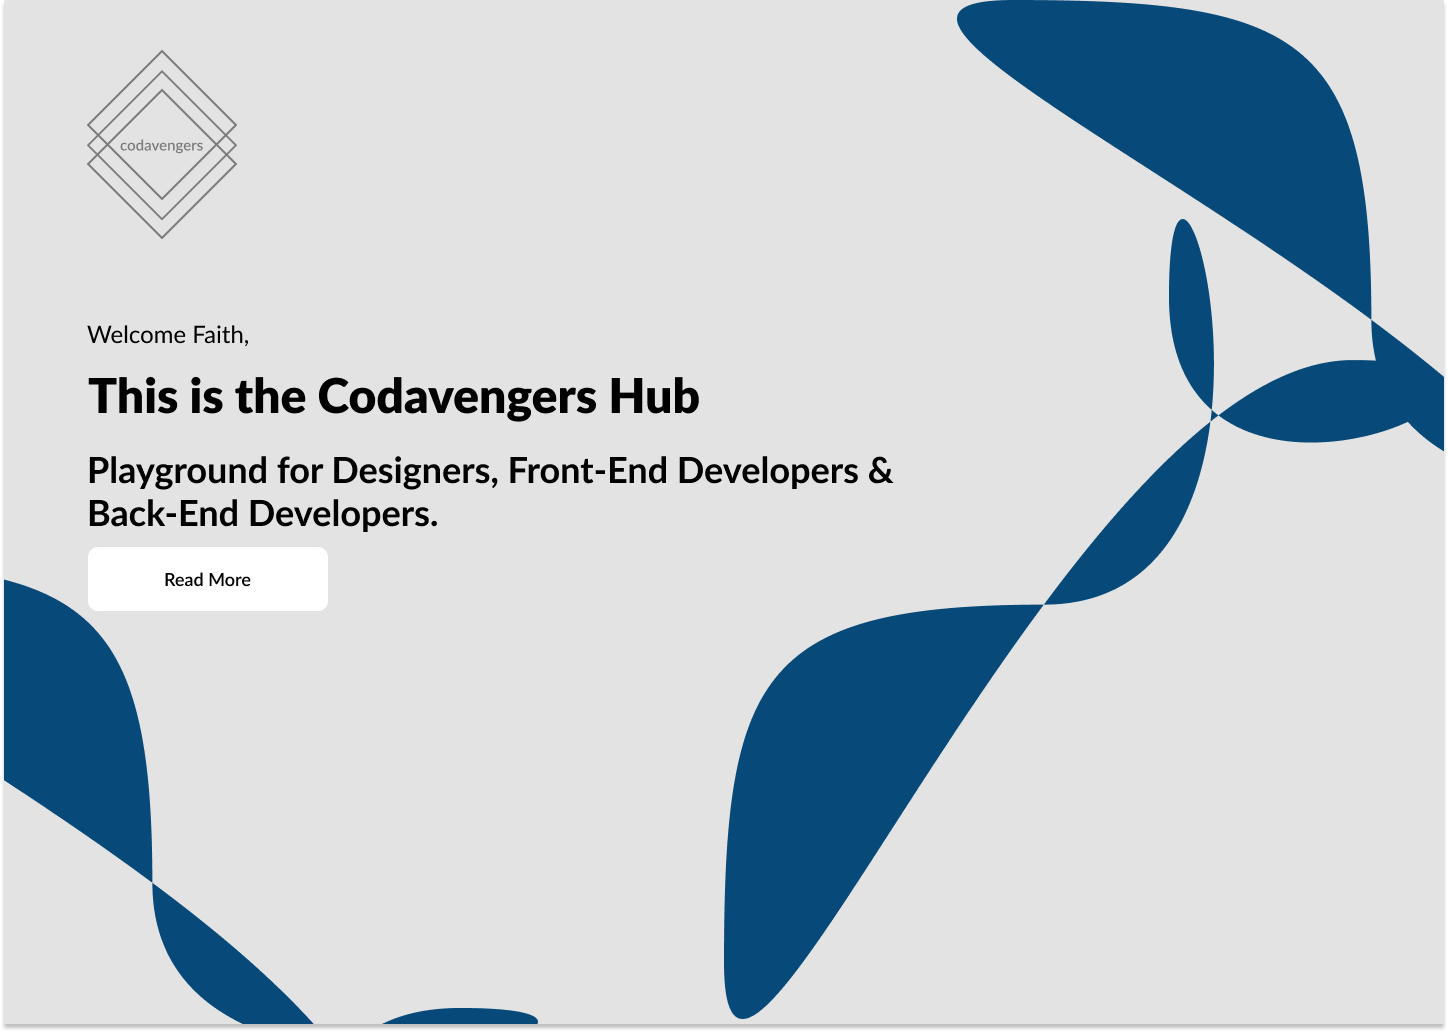 codavengers
Welcome Faith,
This is the Codavengers Hub
Playground for Designers, Front-End Developers &
Back-End Developers.
Read More